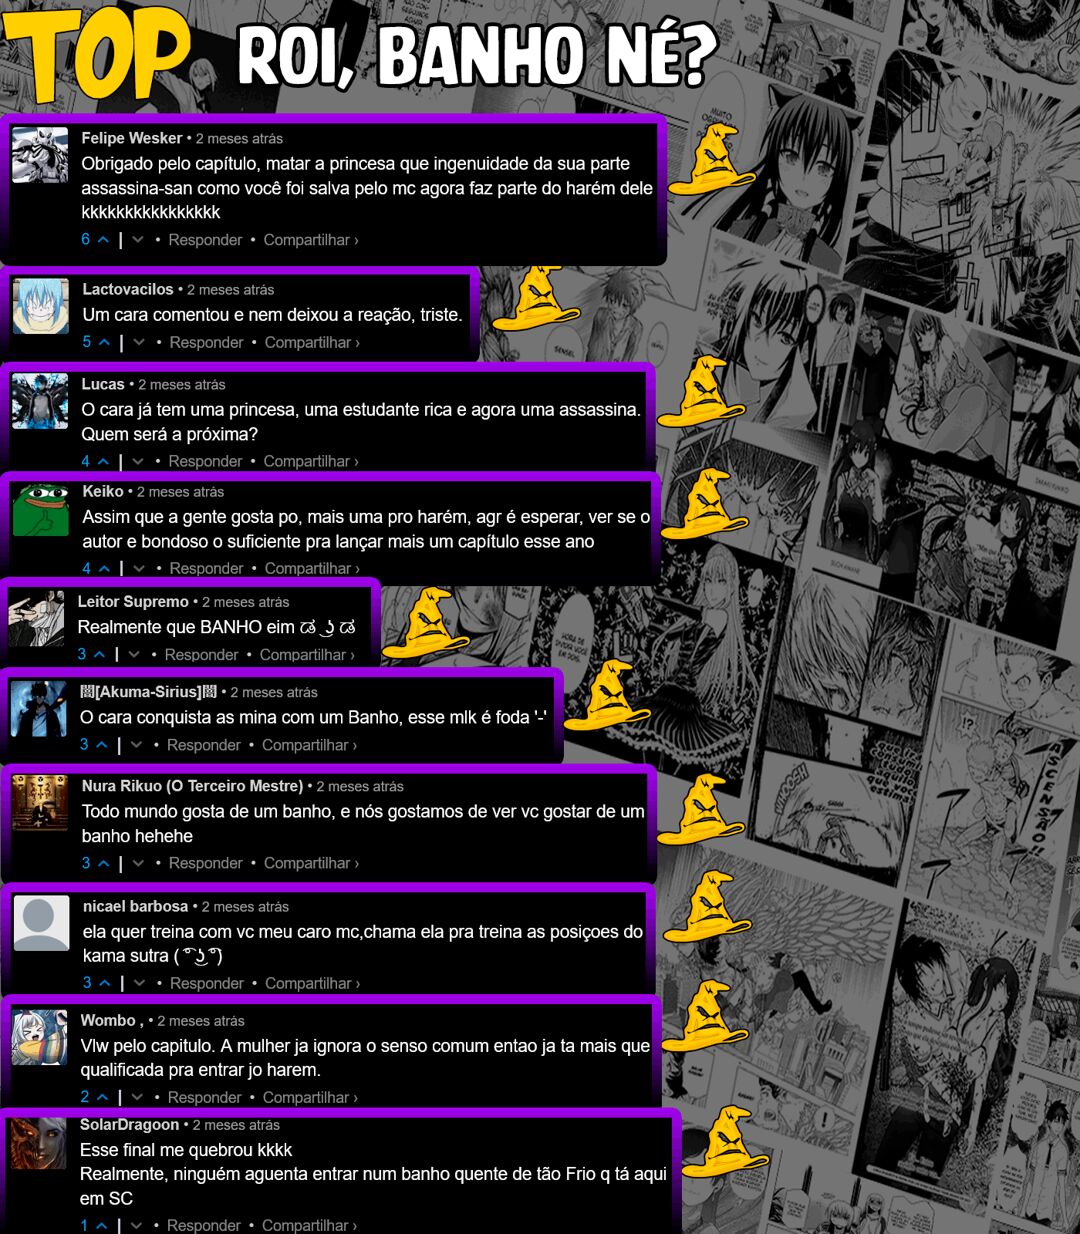 TOP ROI, BANHO NÉ?
Felipe Wesker • 2 meses atrás
Obrigado pelo capítulo, matar a princesa que ingenuidade da sua parte
assassina-san como você foi salva pelo mc agora faz parte do harém dele
kkkkkkkkkkkkkkkk
6 | • Responder • Compartilhar ›
Lactovacilos • 2 meses atrás
Um cara comentou e nem deixou a reação, triste.
5 | • Responder • Compartilhar ›
Lucas • 2 meses atrás
O cara já tem uma princesa, uma estudante rica e agora uma assassina.
Quem será a próxima?
4 | • Responder • Compartilhar ›
Keiko • 2 meses atrás
Assim que a gente gosta po, mais uma pro harém, agr é esperar, ver se o
autor e bondoso o suficiente pra lançar mais um capítulo esse ano
4 | • Responder • Compartilhar ›
Leitor Supremo • 2 meses atrás
Realmente que BANHO eim ಡ ͜ ʖ ಡ
3 | • Responder • Compartilhar ›
[Akuma-Sirius] • 2 meses atrás
O cara conquista as mina com um Banho, esse mlk é foda '-'
3 | • Responder • Compartilhar ›
Nura Rikuo (O Terceiro Mestre) • 2 meses atrás
Todo mundo gosta de um banho, e nós gostamos de ver vc gostar de um
banho hehehe
3 | • Responder • Compartilhar ›
nicael barbosa • 2 meses atrás
ela quer treina com vc meu caro mc,chama ela pra treina as posiçoes do
kama sutra ( ͡° ͜ʖ ͡°)
3 | • Responder • Compartilhar ›
Wombo , • 2 meses atrás
Vlw pelo capitulo. A mulher ja ignora o senso comum entao ja ta mais que
qualificada pra entrar jo harem.
2 | • Responder • Compartilhar ›
SolarDragoon • 2 meses atrás
Esse final me quebrou kkkk
Realmente, ninguém aguenta entrar num banho quente de tão Frio q tá aqui
em SC
1 | • Responder • Compartilhar ›